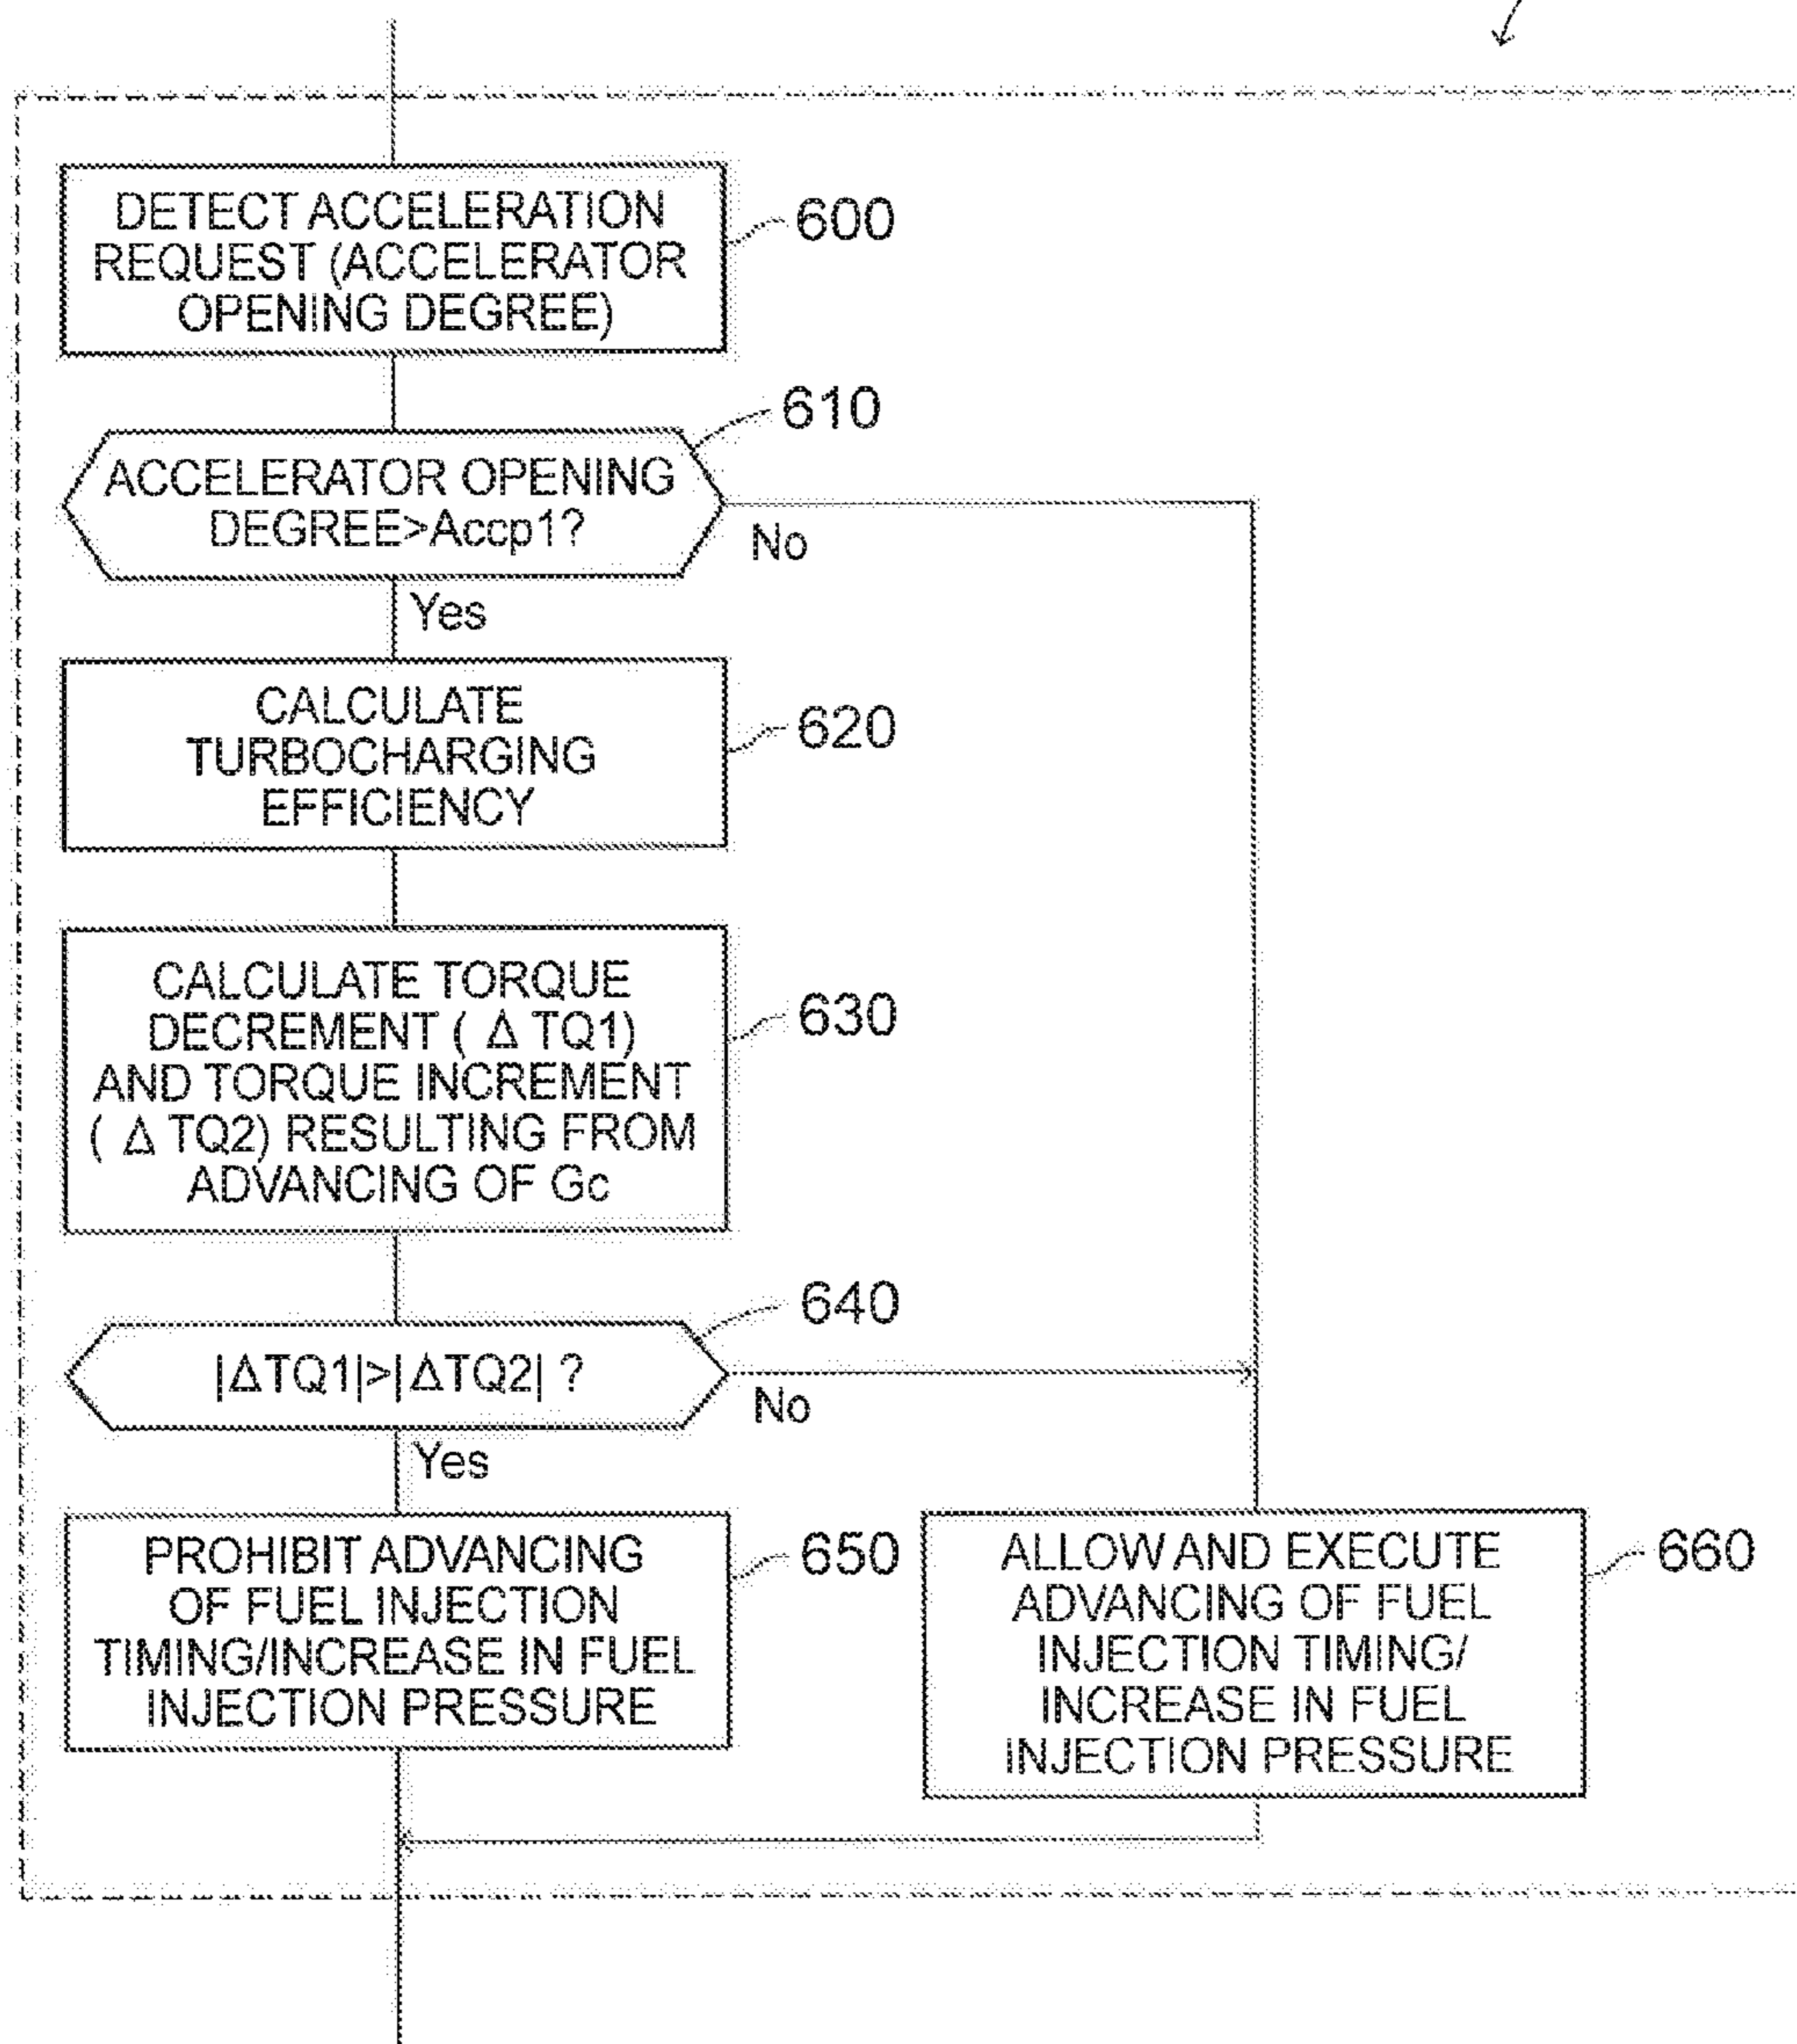 DETECT ACCELERATION
REQUEST (ACCELERATOR
OPENING DEGREE)
600
610
ACCELERATOR OPENING
DEGREE>Accp1?
No
Yes
CALCULATE
TURBOCHARGING
EFFICIENCY
620
CALCULATE TORQUE
DECREMENT ( Δ TQ1)
AND TORQUE INCREMENT
( Δ TQ2) RESULTING FROM
ADVANCING OF Gc
630
640
|ΔTQ1|>|ΔTQ2| ?
No
Yes
PROHIBIT ADVANCING
OF FUEL INJECTION
TIMING/INCREASE IN FUEL
INJECTION PRESSURE
650
ALLOW AND EXECUTE
ADVANCING OF FUEL
INJECTION TIMING/
INCREASE IN FUEL
INJECTION PRESSURE
660